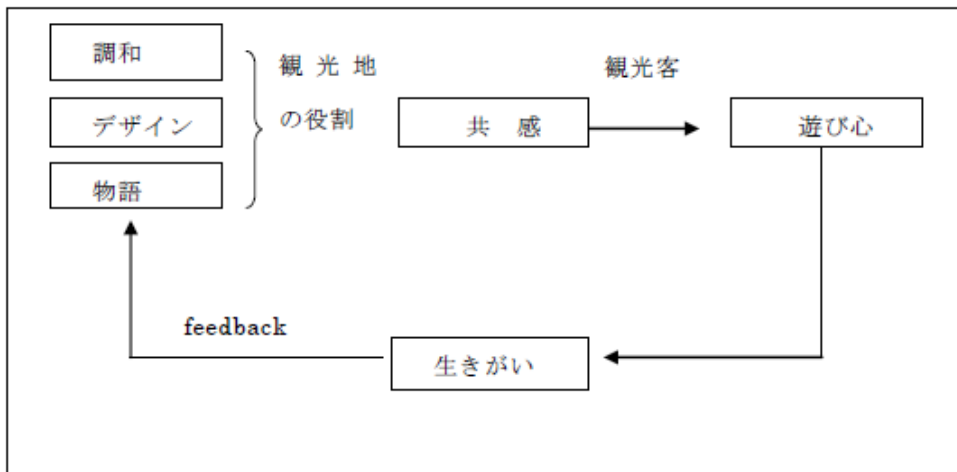 調和
デザイン
物語
観光地
の役割
共感
観光客
遊び心
生きがい
feedback